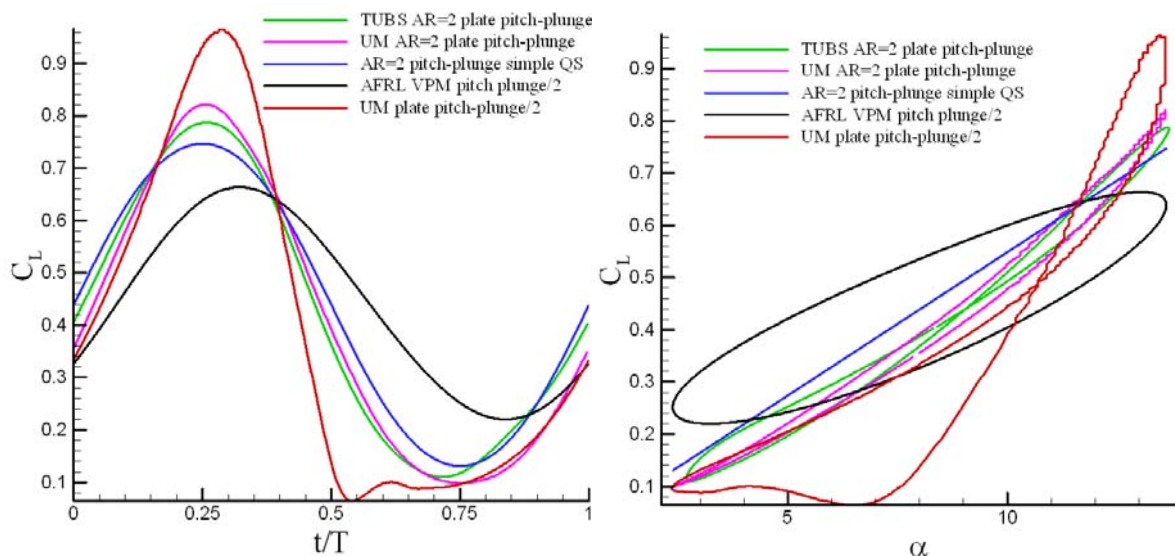 TUBS AR=2 plate pitch-plunge
UM AR=2 plate pitch-plunge
AR=2 pitch-plunge simple QS
AFRL VPM pitch plunge/2
UM plate pitch-plunge/2
0.9
0.8
0.7
0.6
0.5
0.4
0.3
0.2
0.1
C_L
0
0.25
0.5
0.75
1
t/T
TUBS AR=2 plate pitch-plunge
UM AR=2 plate pitch-plunge
AR=2 pitch-plunge simple QS
AFRL VPM pitch plunge/2
UM plate pitch-plunge/2
0.9
0.8
0.7
0.6
0.5
0.4
0.3
0.2
0.1
C_L
5
10
α